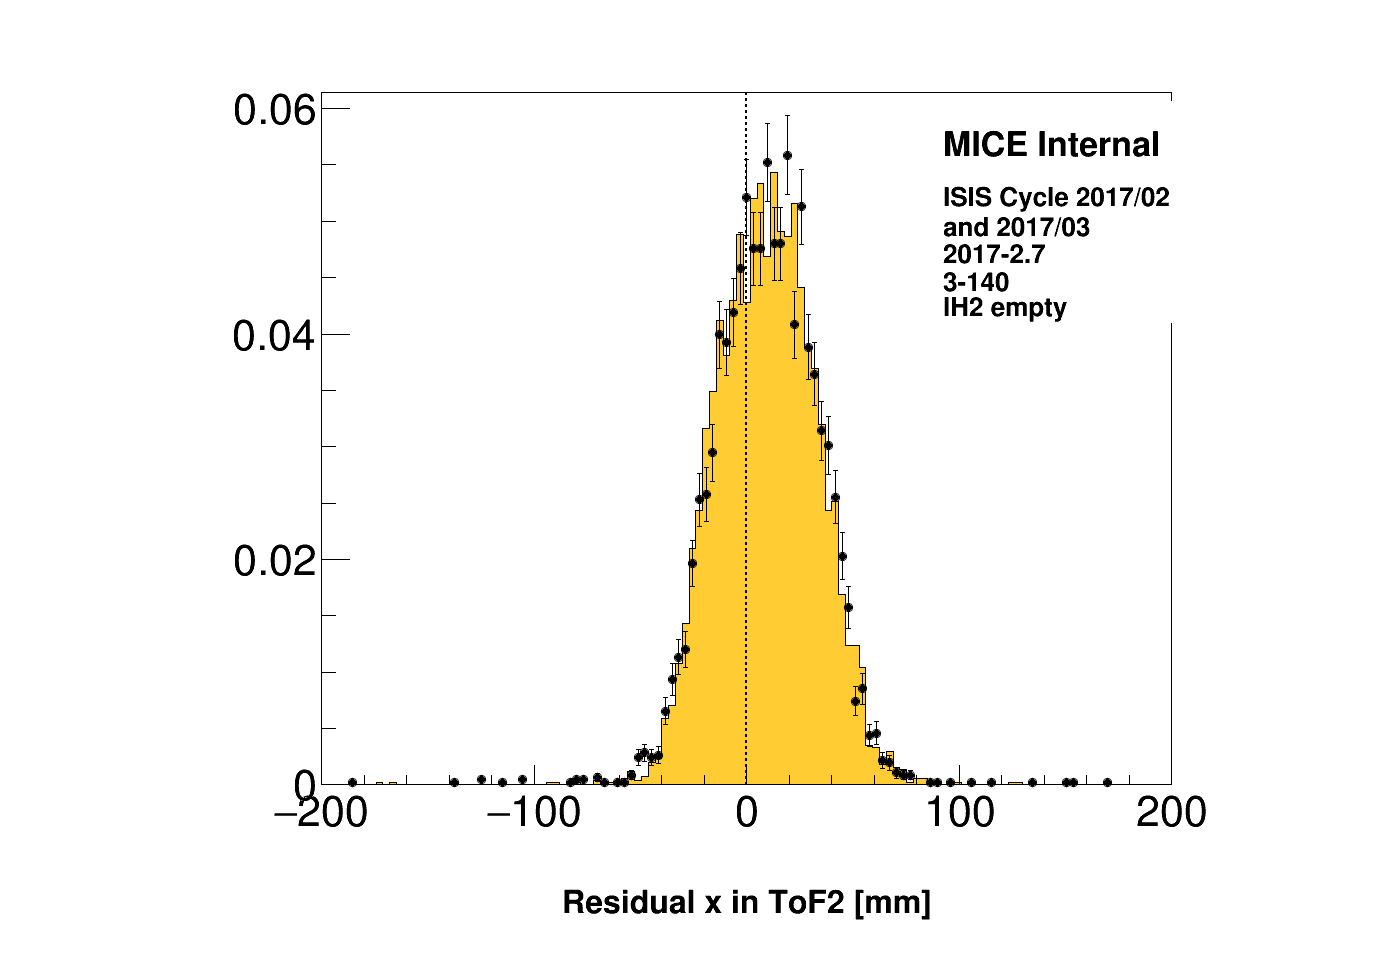 0.06
0.04
0.02
0
−200
−100
0
100
200
MICE Internal
ISIS Cycle 2017/02
and 2017/03
2017-2.7
3-140
IH2 empty
Residual x in ToF2 [mm]